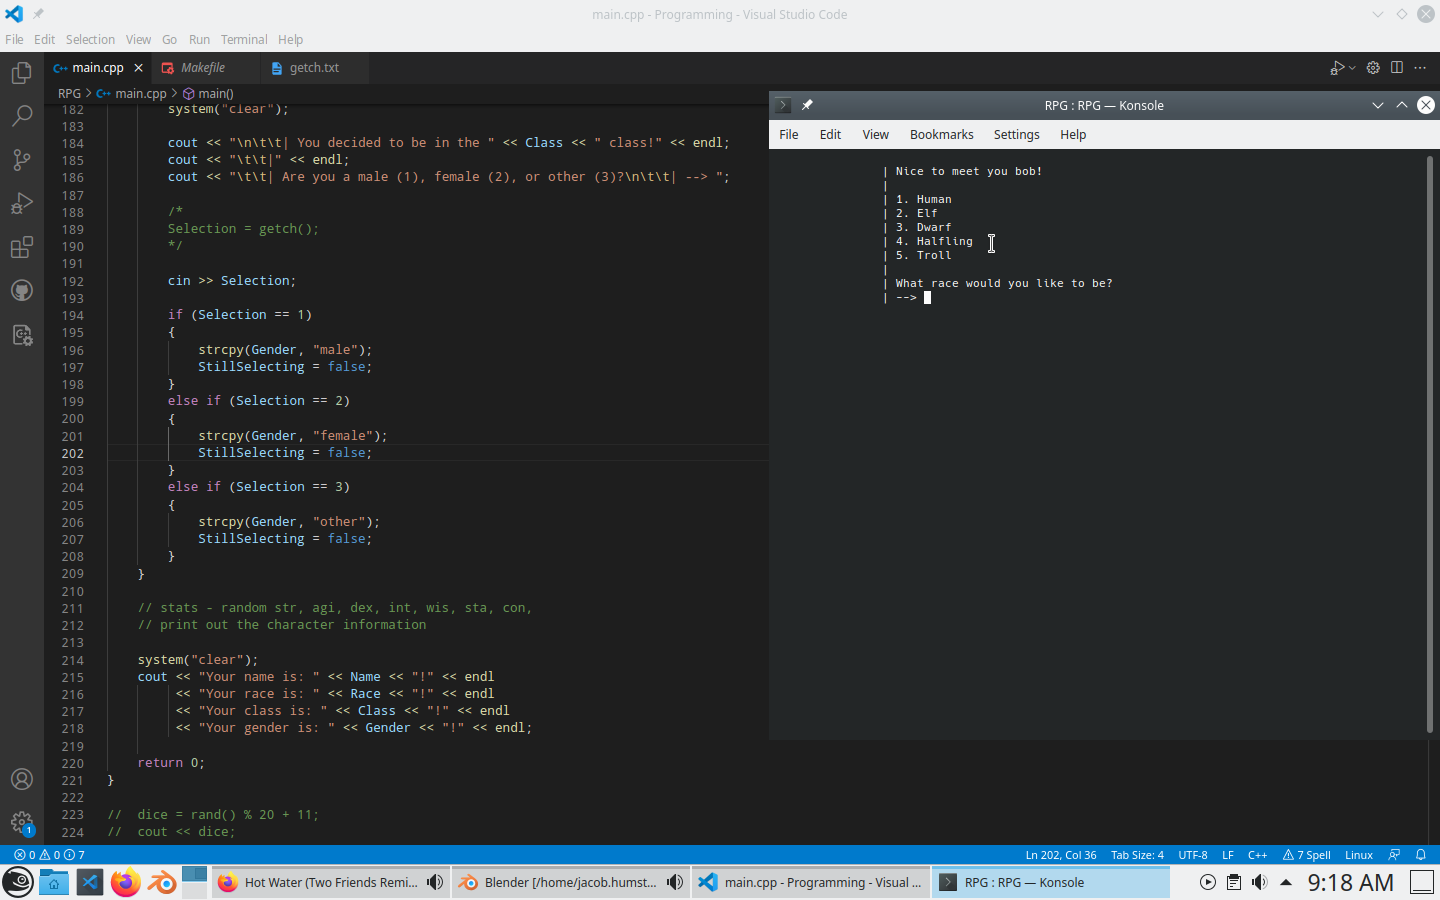 main.cpp - Programming - Visual Studio Code
File Edit Selection View Go Run Terminal Help
main.cpp Makefile getch.txt
RPG > main.cpp > main()
182 system("clear");
183
184 cout << "\n\t\t| You decided to be in the " << Class << " class!" << endl;
185 cout << "\t\t|" << endl;
186 cout << "\t\t| Are you a male (1), female (2), or other (3)?\n\t\t| --> ";
187
188 /*
189 Selection = getch();
190 */
191
192 cin >> Selection;
193
194 if (Selection == 1)
195 {
196 strcpy(Gender, "male");
197 StillSelecting = false;
198 }
199 else if (Selection == 2)
200 {
201 strcpy(Gender, "female");
202 StillSelecting = false;
203 }
204 else if (Selection == 3)
205 {
206 strcpy(Gender, "other");
207 StillSelecting = false;
208 }
209 }
210
211 // stats - random str, agi, dex, int, wis, sta, con,
212 // print out the character information
213
214 system("clear");
215 cout << "Your name is: " << Name << "!" << endl
216 << "Your race is: " << Race << "!" << endl
217 << "Your class is: " << Class << "!" << endl
218 << "Your gender is: " << Gender << "!" << endl;
219
220 return 0;
221 }
222
223 // dice = rand() % 20 + 11;
224 // cout << dice;
RPG : RPG — Konsole
File Edit View Bookmarks Settings Help
| Nice to meet you bob!
|
| 1. Human
| 2. Elf
| 3. Dwarf
| 4. Halfling
| 5. Troll
|
| What race would you like to be?
| -->
1
0 0 7 Ln 202, Col 36 Tab Size: 4 UTF-8 LF C++ 7 Spell Linux
Hot Water (Two Friends Remi... Blender [/home/jacob.humst... main.cpp - Programming - Visual ... RPG : RPG — Konsole 9:18 AM